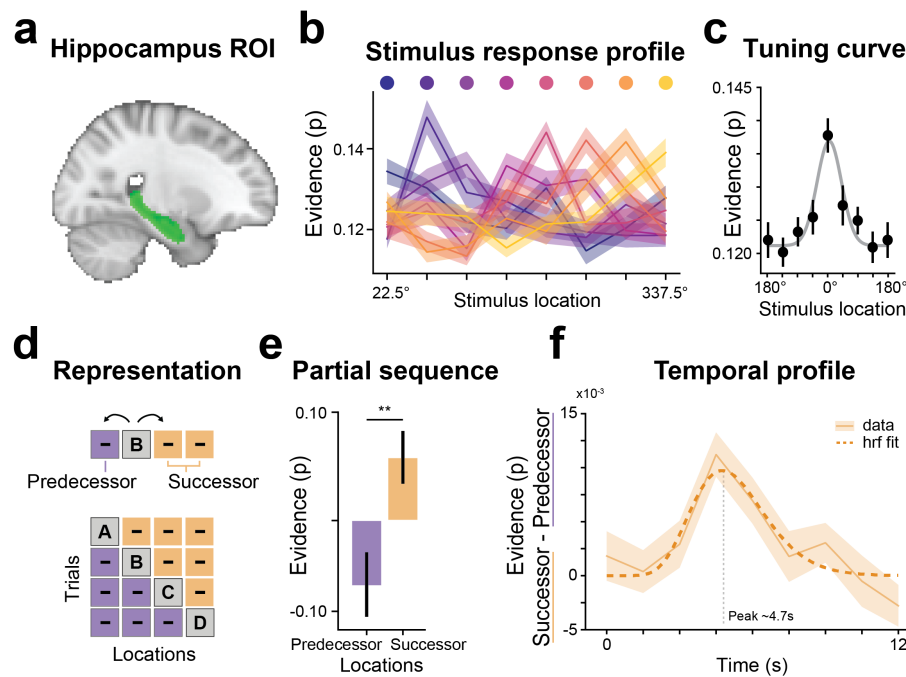 a
Hippocampus ROI
b
Stimulus response profile
Evidence (p)
0.14
0.12
22.5°
337.5°
Stimulus location
c
Tuning curve
Evidence (p)
0.145
0.120
180°
0°
180°
Stimulus location
d
Representation
- B - -
Predecessor
Successor
Trials
A - - -
- B - -
- - C -
- - - D
Locations
e
Partial sequence
Evidence (p)
0.10
-0.10
**
Predecessor
Successor
Locations
f
Temporal profile
x10⁻³
Evidence (p)
Successor - Predecessor
15
0
-5
data
hrf fit
Peak ~4.7s
0
12
Time (s)